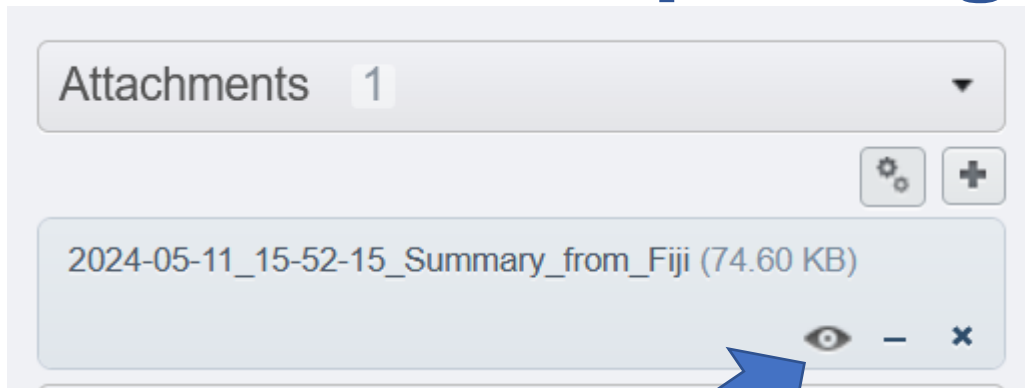 Attachments 1
2024-05-11_15-52-15_Summary_from_Fiji (74.60 KB)